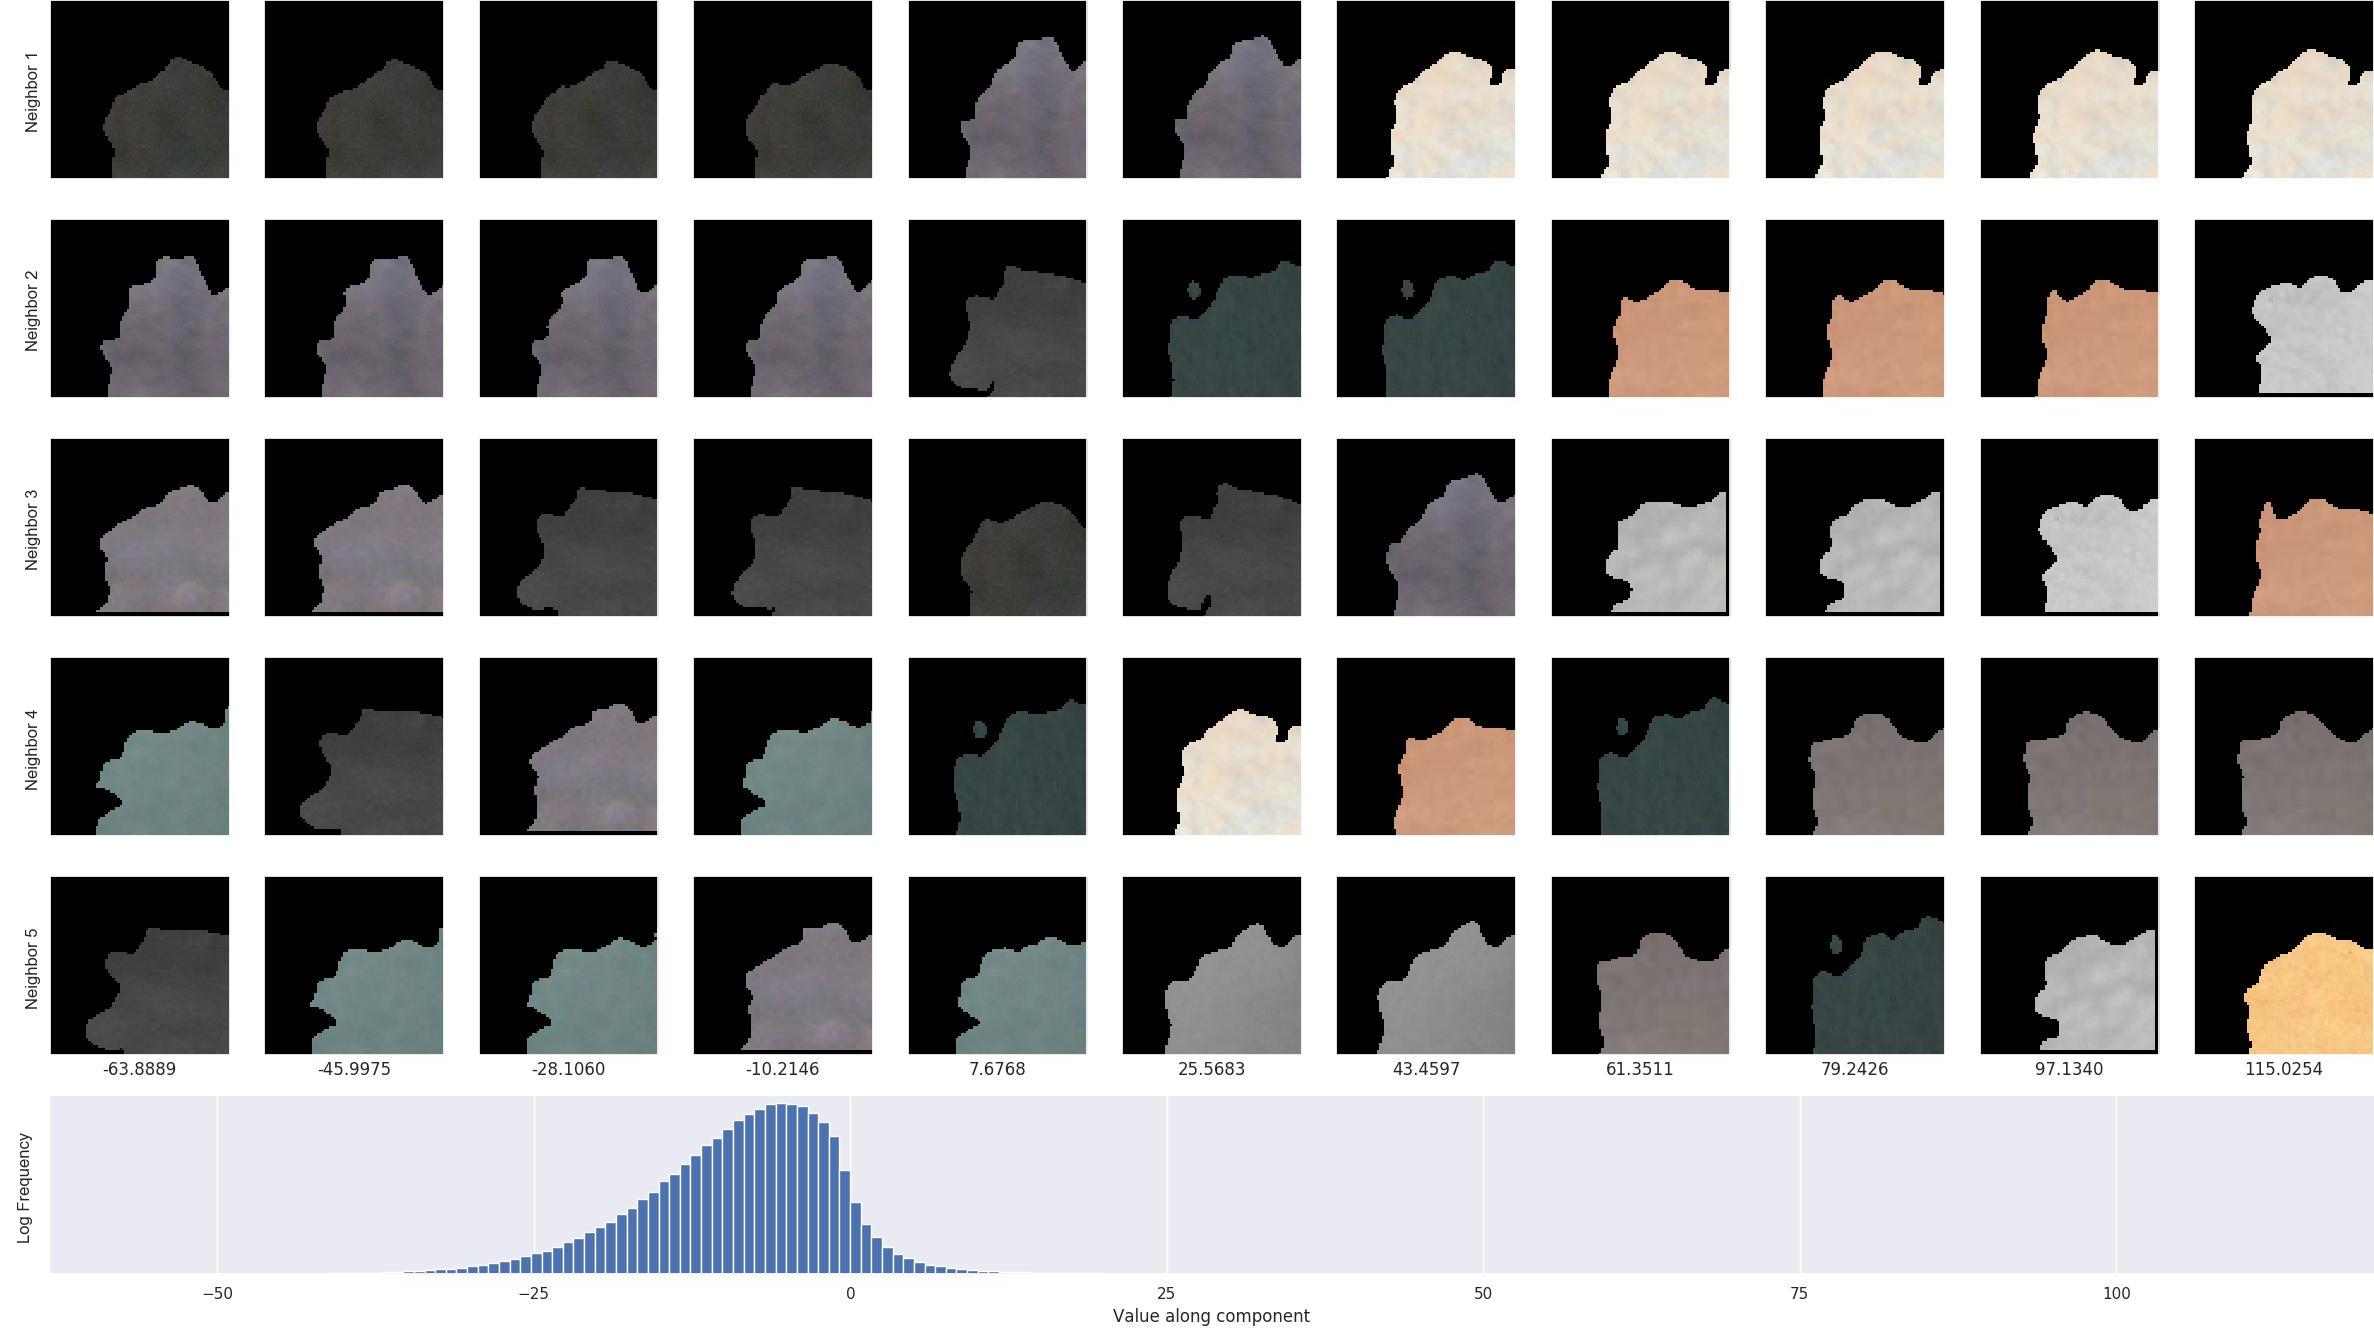 Neighbor 1
Neighbor 2
Neighbor 3
Neighbor 4
Neighbor 5
-63.8889 -45.9975 -28.1060 -10.2146 7.6768 25.5683 43.4597 61.3511 79.2426 97.1340 115.0254
Log Frequency
−50 −25 0 25 50 75 100
Value along component